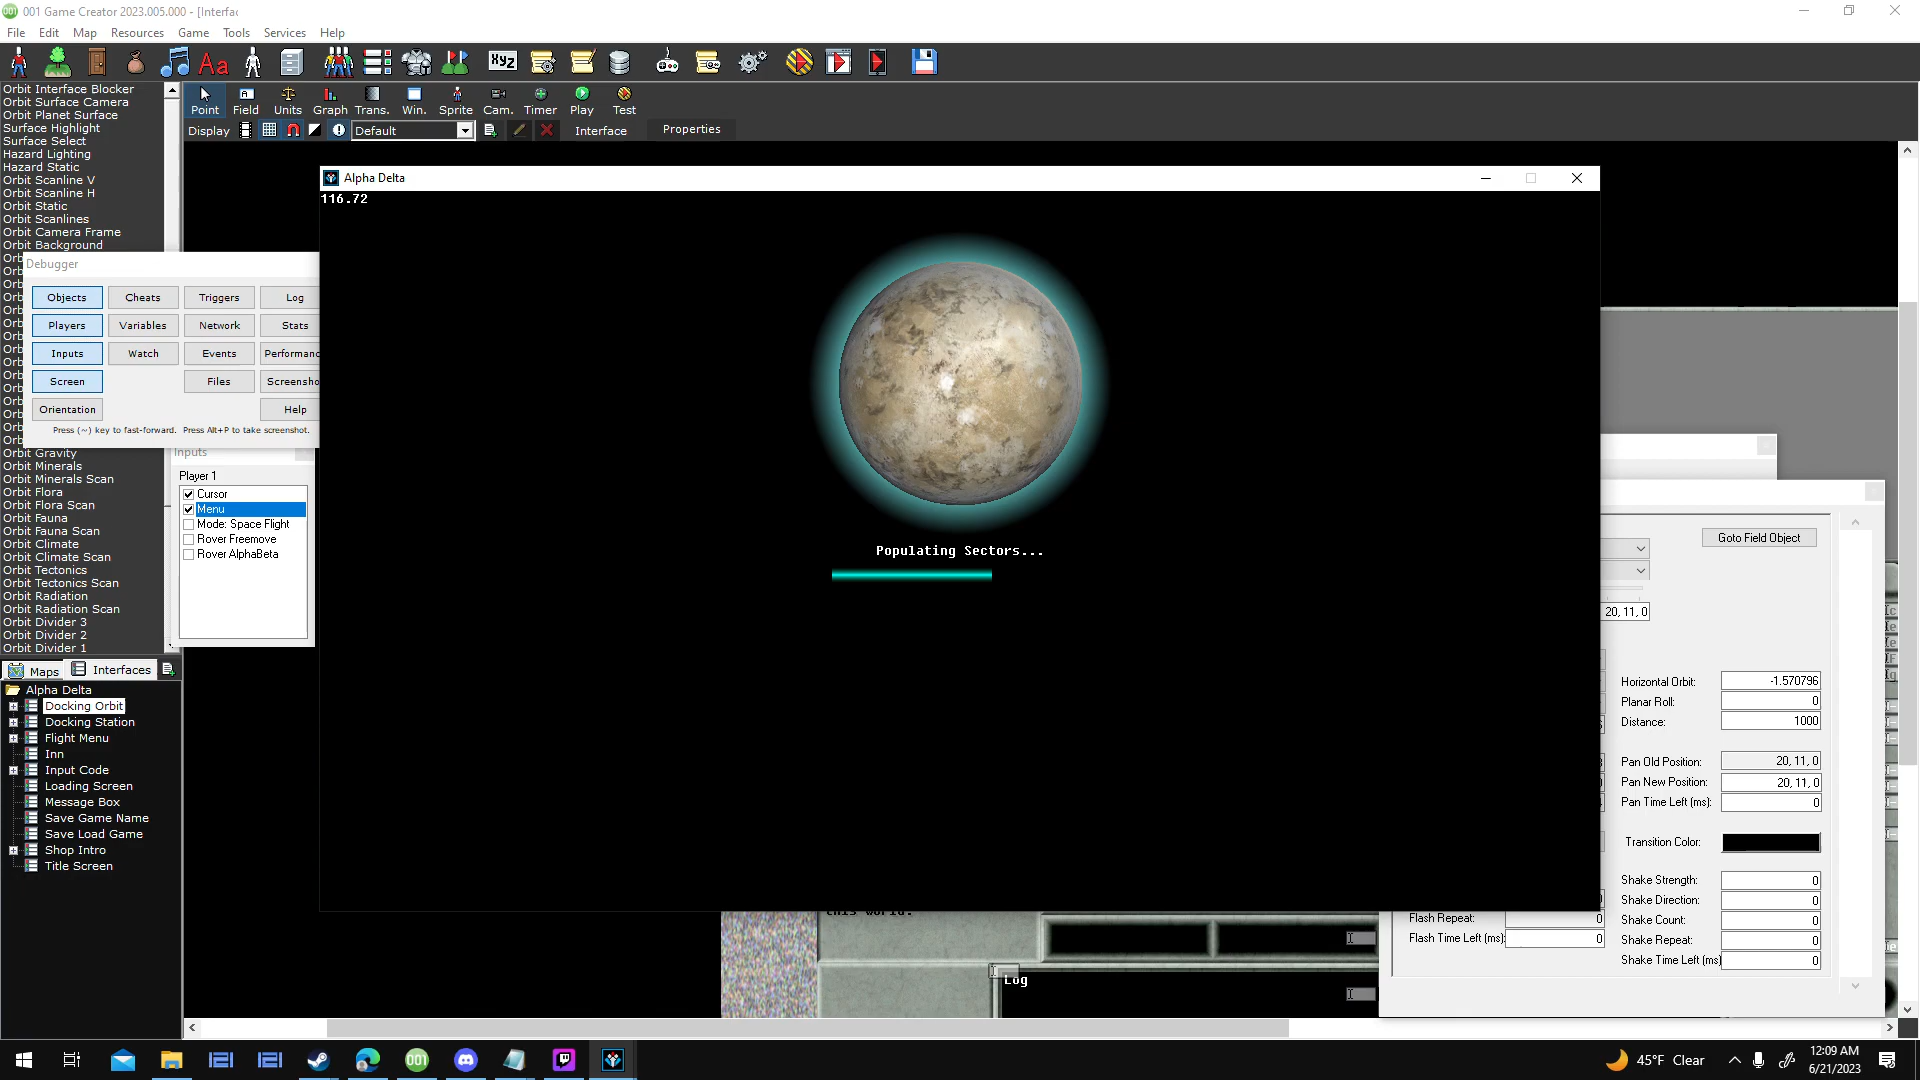 001 Game Creator 2023.005.000 - [Interfac
File Edit Map Resources Game Tools Services Help
Aa
XYZ
Orbit Interface Blocker
Orbit Surface Camera
Orbit Planet Surface
Surface Highlight
Surface Select
Hazard Lighting
Hazard Static
Orbit Scanline V
Orbit Scanline H
Orbit Static
Orbit Scanlines
Orbit Camera Frame
Orbit Background
Point Field Units Graph Trans. Win. Sprite Cam. Timer Play Test
Display Default Interface Properties
Alpha Delta
116.72
Populating Sectors...
Debugger
Objects Cheats Triggers Log
Players Variables Network Stats
Inputs Watch Events Performanc
Screen Files Screensho
Orientation Help
Press (~) key to fast-forward. Press Alt+P to take screenshot.
Orbit Gravity
Orbit Minerals
Orbit Minerals Scan
Orbit Flora
Orbit Flora Scan
Orbit Fauna
Orbit Fauna Scan
Orbit Climate
Orbit Climate Scan
Orbit Tectonics
Orbit Tectonics Scan
Orbit Radiation
Orbit Radiation Scan
Orbit Divider 3
Orbit Divider 2
Orbit Divider 1
Inputs
Player 1
Cursor
Menu
Mode: Space Flight
Rover Freemove
Rover AlphaBeta
Maps Interfaces
Alpha Delta
Docking Orbit
Docking Station
Flight Menu
Inn
Input Code
Loading Screen
Message Box
Save Game Name
Save Load Game
Shop Intro
Title Screen
Goto Field Object
20, 11, 0
Horizontal Orbit: -1.570796
Planar Roll: 0
Distance: 1000
Pan Old Position: 20, 11, 0
Pan New Position: 20, 11, 0
Pan Time Left (ms): 0
Transition Color:
Shake Strength: 0
Shake Direction: 0
Shake Count: 0
Shake Repeat: 0
Shake Time Left (ms) 0
Flash Repeat: 0
Flash Time Left (ms): 0
this world.
Log
45°F Clear
12:09 AM
6/21/2023